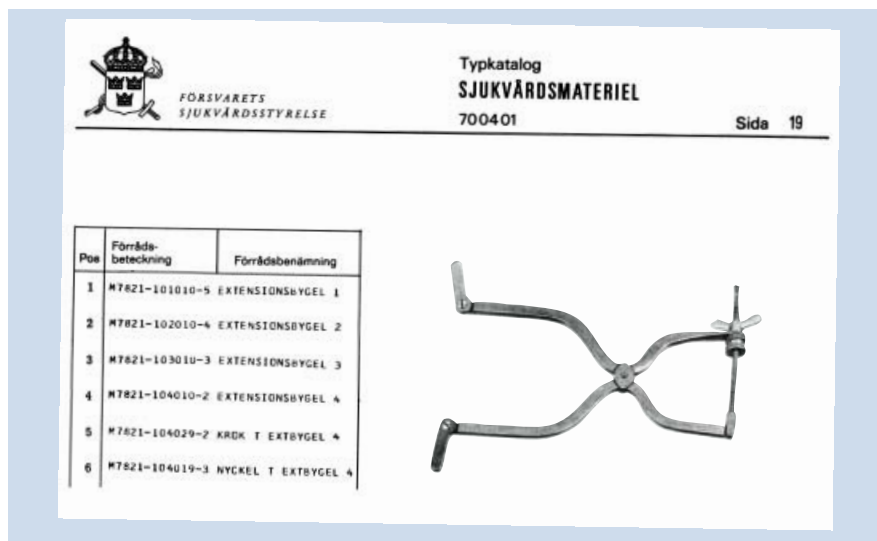 FÖRSVARETS
SJUKVÅRDSSTYRELSE
Typkatalog
SJUKVÅRDSMATERIEL
700401
Sida 19
Pos Förråds-beteckning Förrådsbenämning
1 M7821-101010-5 EXTENSIONSBYGEL 1
2 M7821-102010-4 EXTENSIONSBYGEL 2
3 M7821-103010-3 EXTENSIONSBYGEL 3
4 M7821-104010-2 EXTENSIONSBYGEL 4
5 M7821-104029-2 KROK T EXTBYGEL 4
6 M7821-104019-3 NYCKEL T EXTBYGEL 4